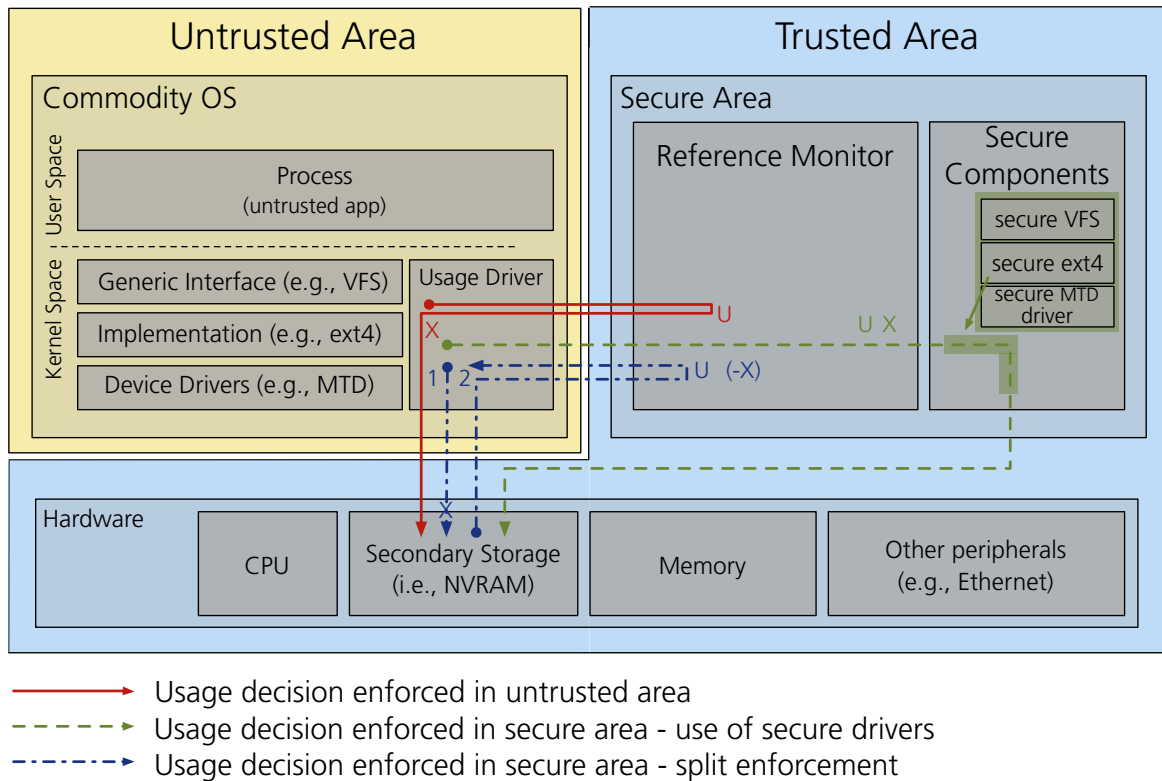 Untrusted Area
Trusted Area
Commodity OS
Secure Area
User Space
Process
(untrusted app)
Reference Monitor
Secure
Components
secure VFS
secure ext4
secure MTD
driver
Kernel Space
Generic Interface (e.g., VFS)
Implementation (e.g., ext4)
Device Drivers (e.g., MTD)
Usage Driver
X
U
U X
1 2
U (-X)
Hardware
X
CPU
Secondary Storage
(i.e., NVRAM)
Memory
Other peripherals
(e.g., Ethernet)
Usage decision enforced in untrusted area
Usage decision enforced in secure area - use of secure drivers
Usage decision enforced in secure area - split enforcement